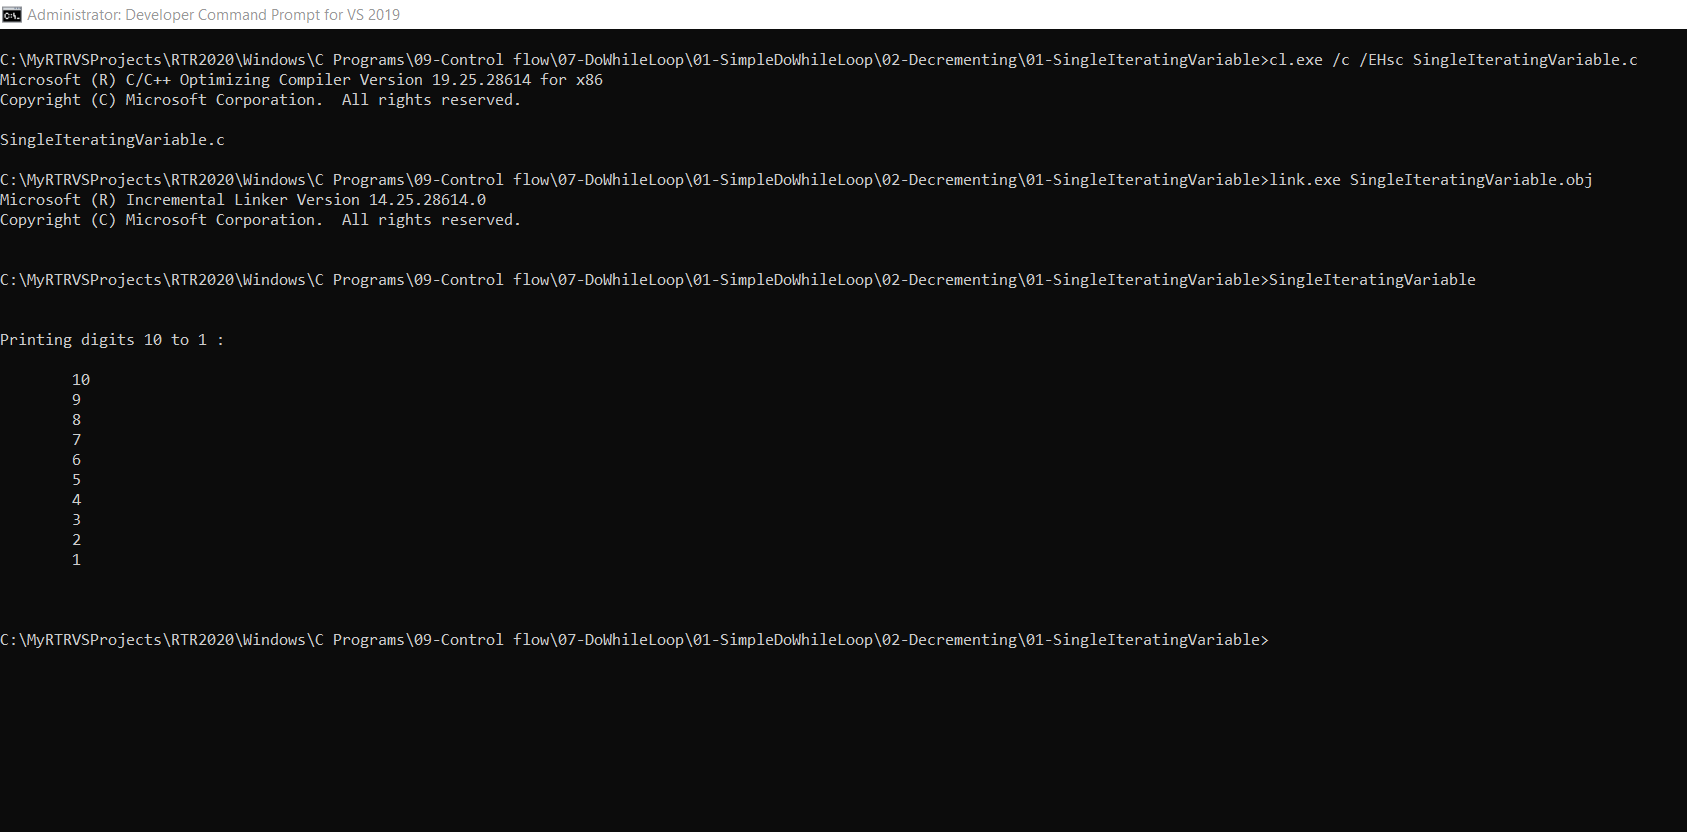 Administrator: Developer Command Prompt for VS 2019
C:\MyRTRVSProjects\RTR2020\Windows\C Programs\09-Control flow\07-DoWhileLoop\01-SimpleDoWhileLoop\02-Decrementing\01-SingleIteratingVariable>cl.exe /c /EHsc SingleIteratingVariable.c
Microsoft (R) C/C++ Optimizing Compiler Version 19.25.28614 for x86
Copyright (C) Microsoft Corporation.  All rights reserved.
SingleIteratingVariable.c
C:\MyRTRVSProjects\RTR2020\Windows\C Programs\09-Control flow\07-DoWhileLoop\01-SimpleDoWhileLoop\02-Decrementing\01-SingleIteratingVariable>link.exe SingleIteratingVariable.obj
Microsoft (R) Incremental Linker Version 14.25.28614.0
Copyright (C) Microsoft Corporation.  All rights reserved.
C:\MyRTRVSProjects\RTR2020\Windows\C Programs\09-Control flow\07-DoWhileLoop\01-SimpleDoWhileLoop\02-Decrementing\01-SingleIteratingVariable>SingleIteratingVariable
Printing digits 10 to 1 :
10
9
8
7
6
5
4
3
2
1
C:\MyRTRVSProjects\RTR2020\Windows\C Programs\09-Control flow\07-DoWhileLoop\01-SimpleDoWhileLoop\02-Decrementing\01-SingleIteratingVariable>